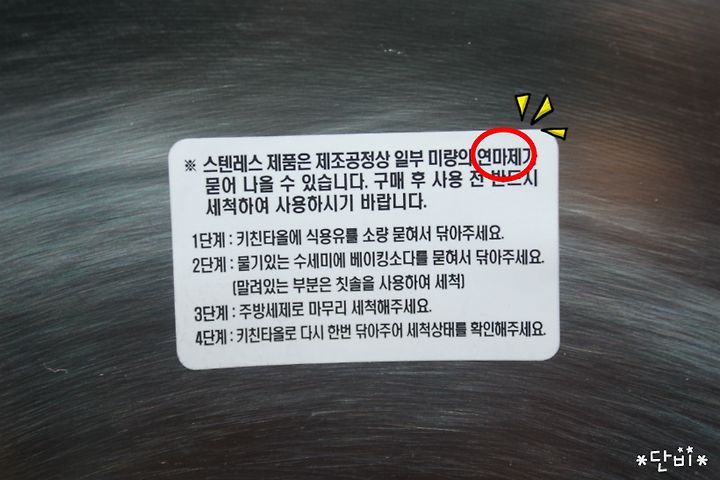 ※ 스텐레스 제품은 제조공정상 일부 미량의 연마제가
묻어 나올 수 있습니다. 구매 후 사용 전 반드시
세척하여 사용하시기 바랍니다.
1단계 : 키친타올에 식용유를 소량 묻혀서 닦아주세요.
2단계 : 물기있는 수세미에 베이킹소다를 묻혀서 닦아주세요.
(말려있는 부분은 칫솔을 사용하여 세척)
3단계 : 주방세제로 마무리 세척해주세요.
4단계 : 키친타올로 다시 한번 닦아주어 세척상태를 확인해주세요.
*단비*